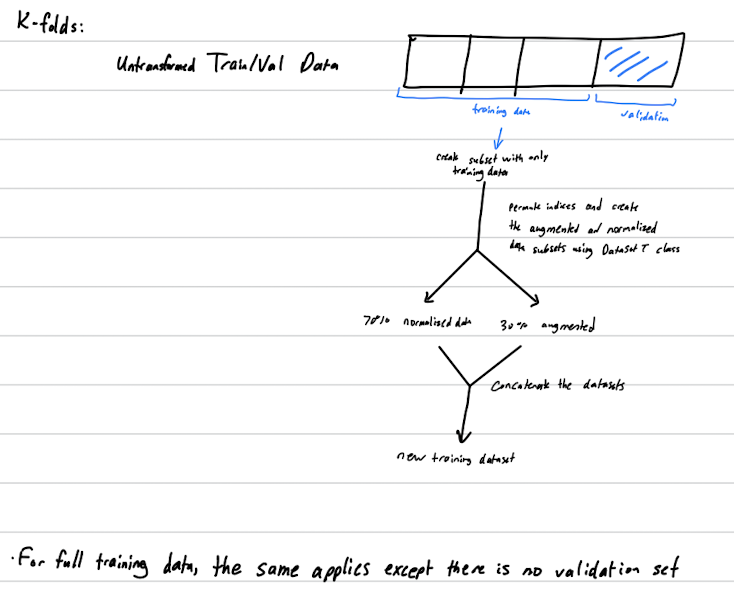 K-folds:
Untransformed Train/Val Data
training data
validation
create subset with only
training data
Permute indices and create
the augmented and normalized
data subsets using Dataset T class
70% normalized data
30% augmented
Concatenate the datasets
new training dataset
• For full training data, the same applies except there is no validation set